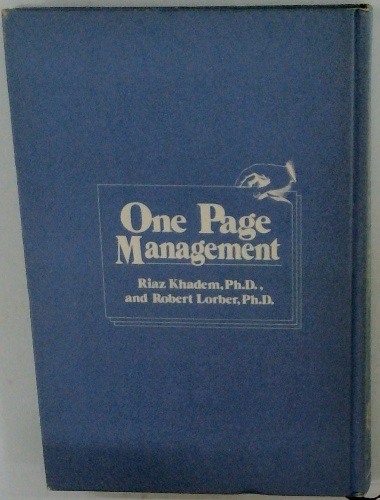 One Page
Management
Riaz Khadem, Ph.D.,
and Robert Lorber, Ph.D.